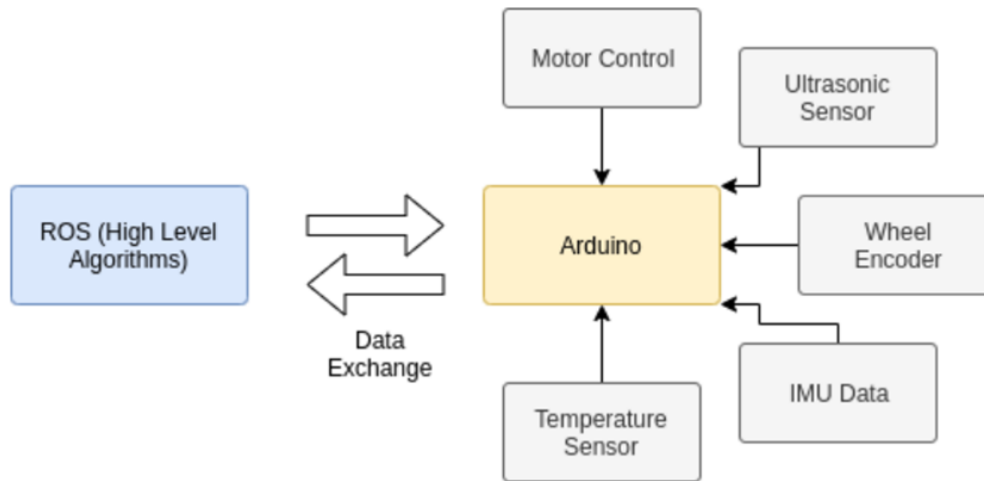 Motor Control
Ultrasonic
Sensor
ROS (High Level
Algorithms)
Arduino
Wheel
Encoder
Data
Exchange
IMU Data
Temperature
Sensor